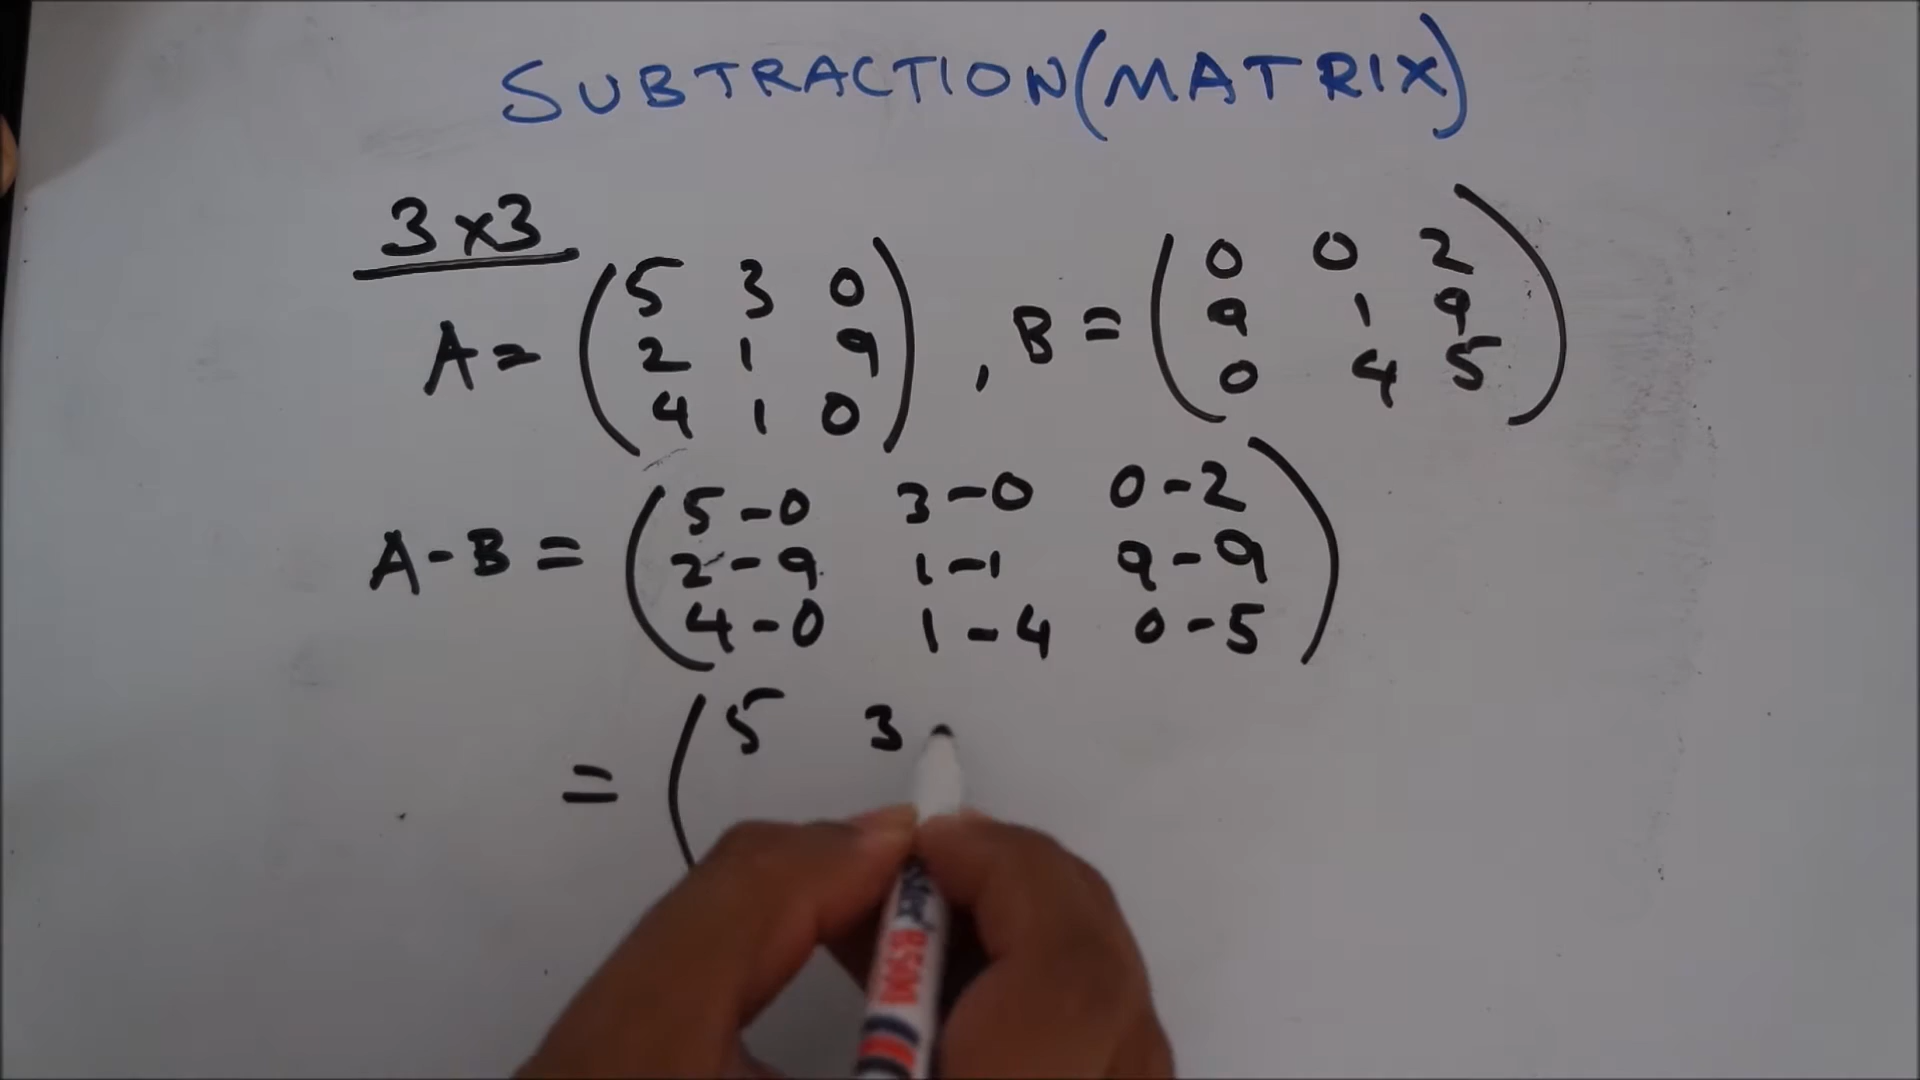 SUBTRACTION(MATRIX)
3x3
A = (5 3 0
2 1 9
4 1 0) , B = (0 0 2
9 1 9
0 4 5)
A-B = (5-0 3-0 0-2
2-9 1-1 9-9
4-0 1-4 0-5)
= (5 3